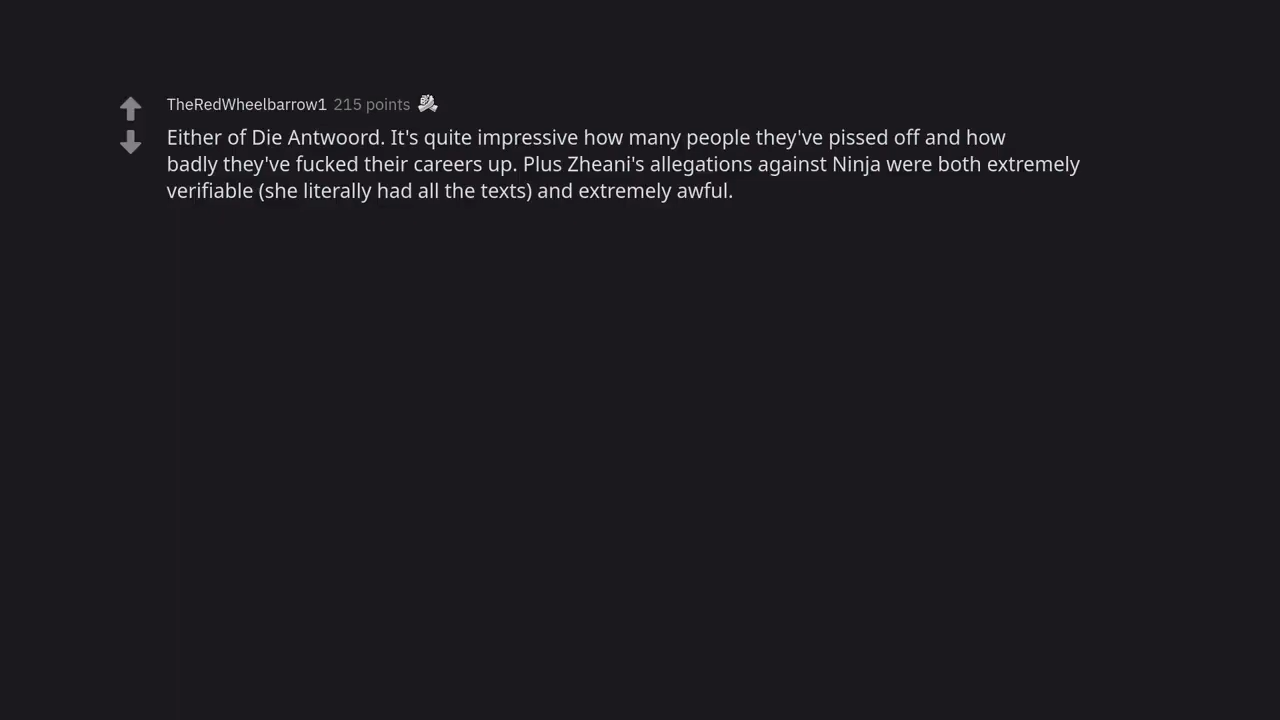 TheRedWheelbarrow1 215 points
Either of Die Antwoord. It's quite impressive how many people they've pissed off and how
badly they've fucked their careers up. Plus Zheani's allegations against Ninja were both extremely
verifiable (she literally had all the texts) and extremely awful.